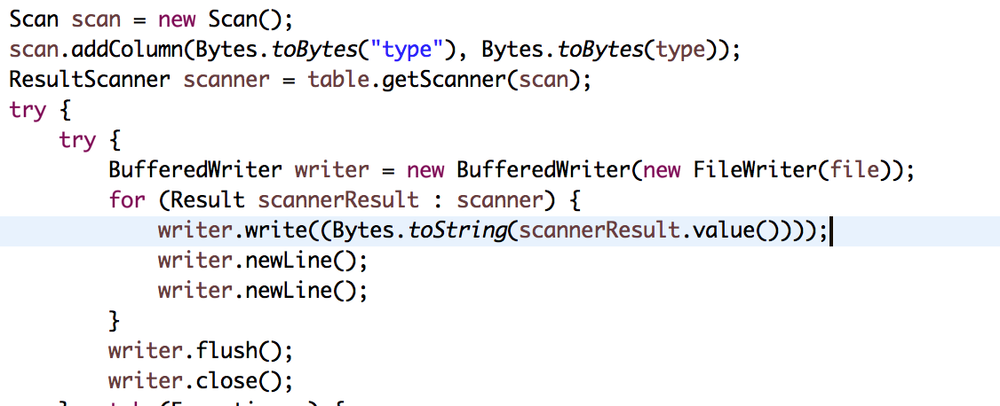 Scan scan = new Scan();
scan.addColumn(Bytes.toBytes("type"), Bytes.toBytes(type));
ResultScanner scanner = table.getScanner(scan);
try {
try {
BufferedWriter writer = new BufferedWriter(new FileWriter(file));
for (Result scannerResult : scanner) {
writer.write((Bytes.toString(scannerResult.value())));
writer.newLine();
writer.newLine();
}
writer.flush();
writer.close();